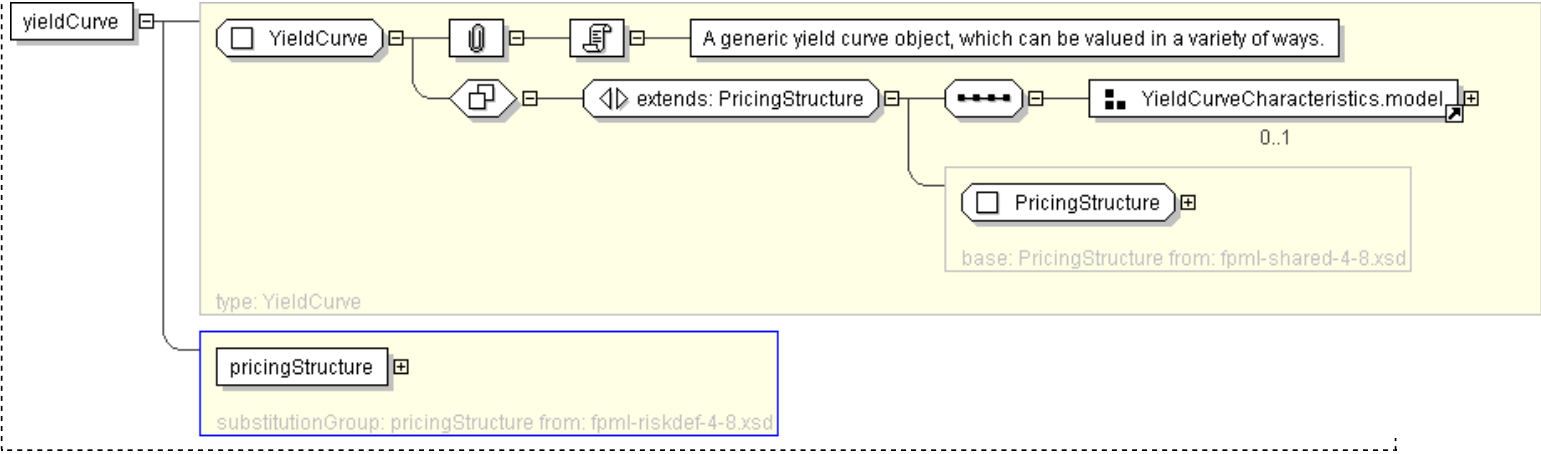 yieldCurve
YieldCurve
A generic yield curve object, which can be valued in a variety of ways.
extends: PricingStructure
YieldCurveCharacteristics.model
0..1
PricingStructure
base: PricingStructure from: fpml-shared-4-8.xsd
type: YieldCurve
pricingStructure
substitutionGroup: pricingStructure from: fpml-riskdef-4-8.xsd